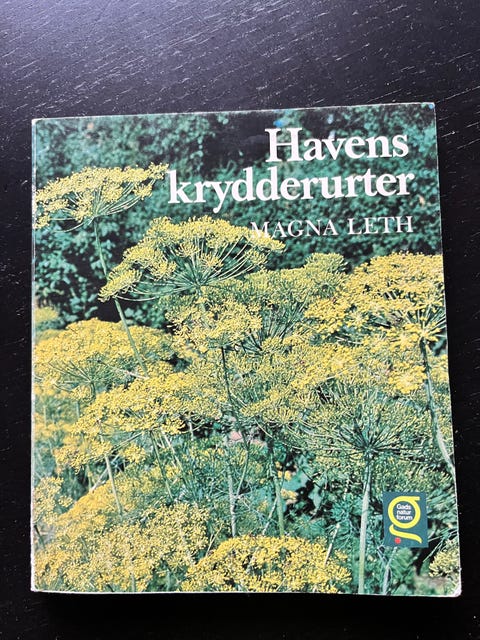 Havens
krydderurter
MAGNA LETH
Gads
natur
forum